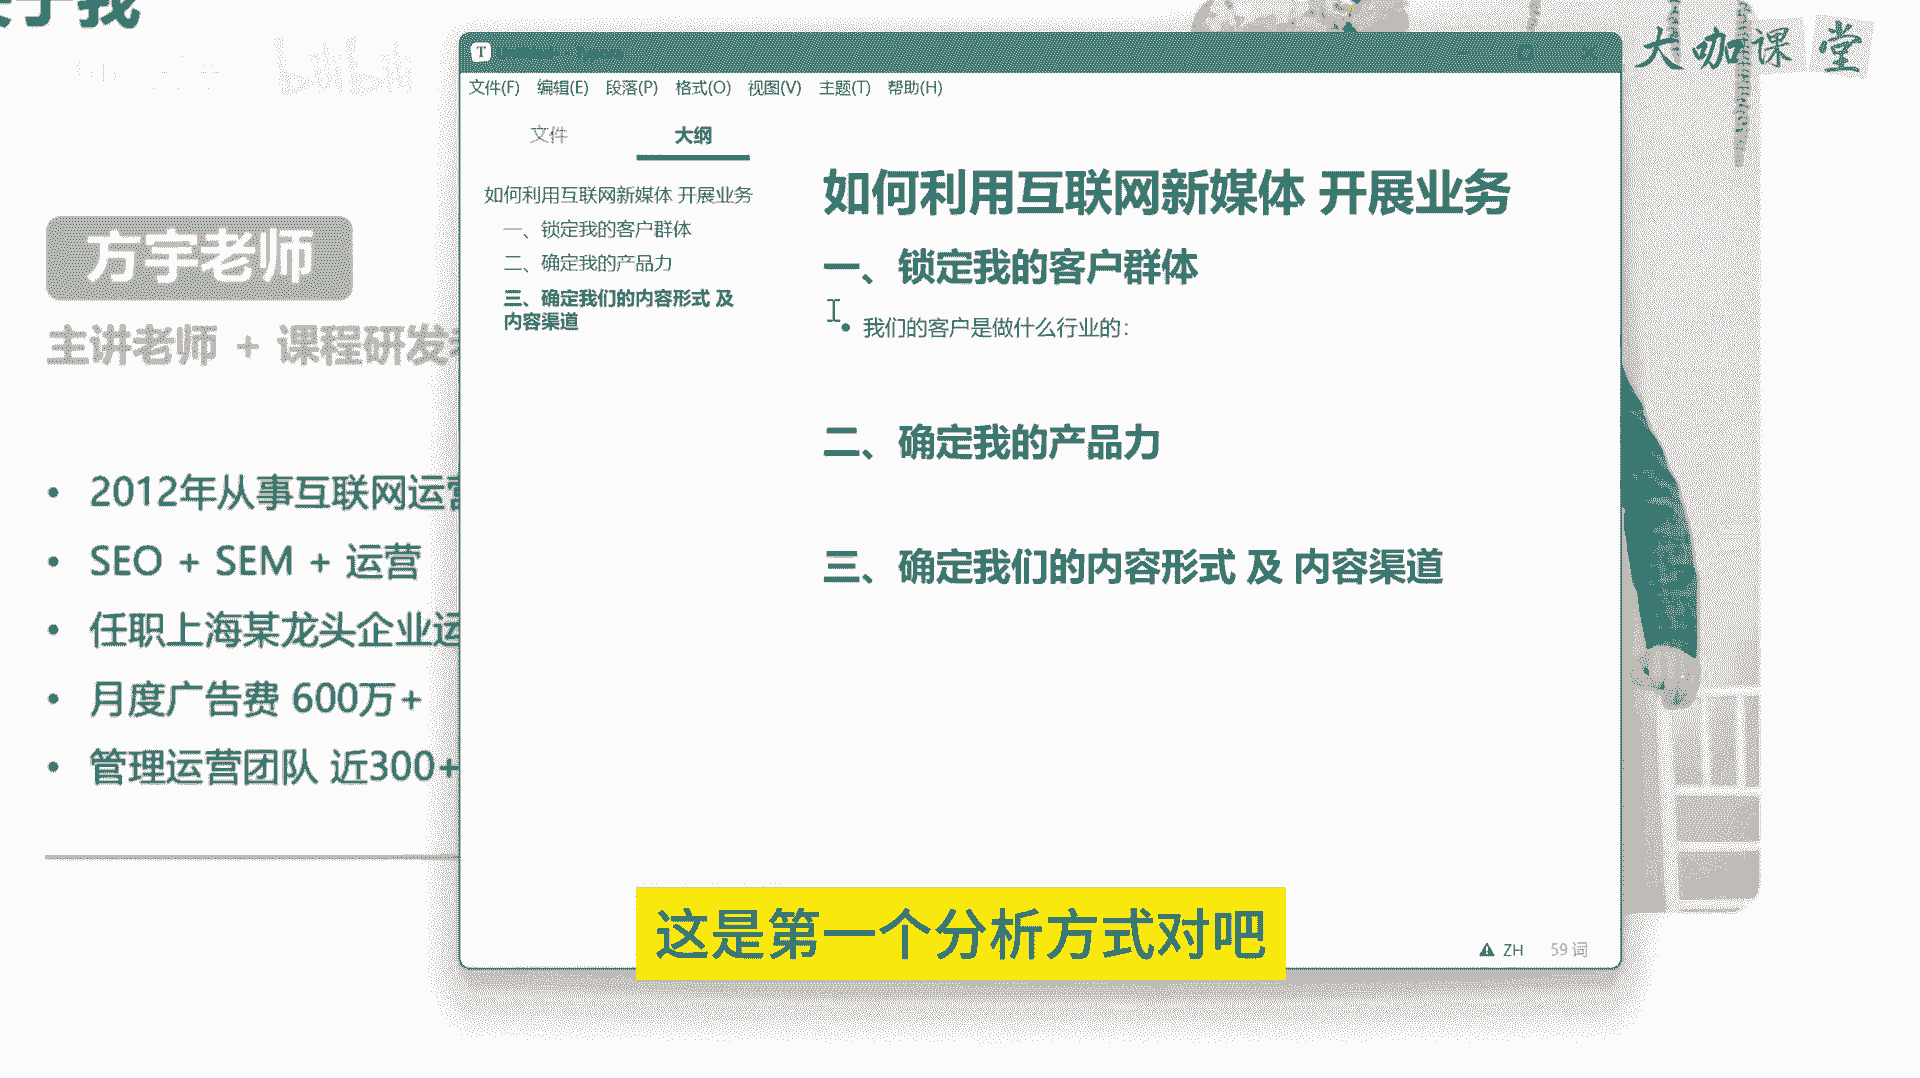 关于我
bilibili
大咖课堂
方宇老师
主讲老师 + 课程研发
2012年从事互联网运营
SEO + SEM + 运营
任职上海某龙头企业运
月度广告费 600万+
管理运营团队 近300+
T
文件(F) 编辑(E) 段落(P) 格式(O) 视图(V) 主题(T) 帮助(H)
文件 大纲
如何利用互联网新媒体 开展业务
一、锁定我的客户群体
二、确定我的产品力
三、确定我们的内容形式 及
内容渠道
如何利用互联网新媒体 开展业务
一、锁定我的客户群体
我们的客户是做什么行业的：
二、确定我的产品力
三、确定我们的内容形式 及 内容渠道
ZH 59 词
这是第一个分析方式对吧